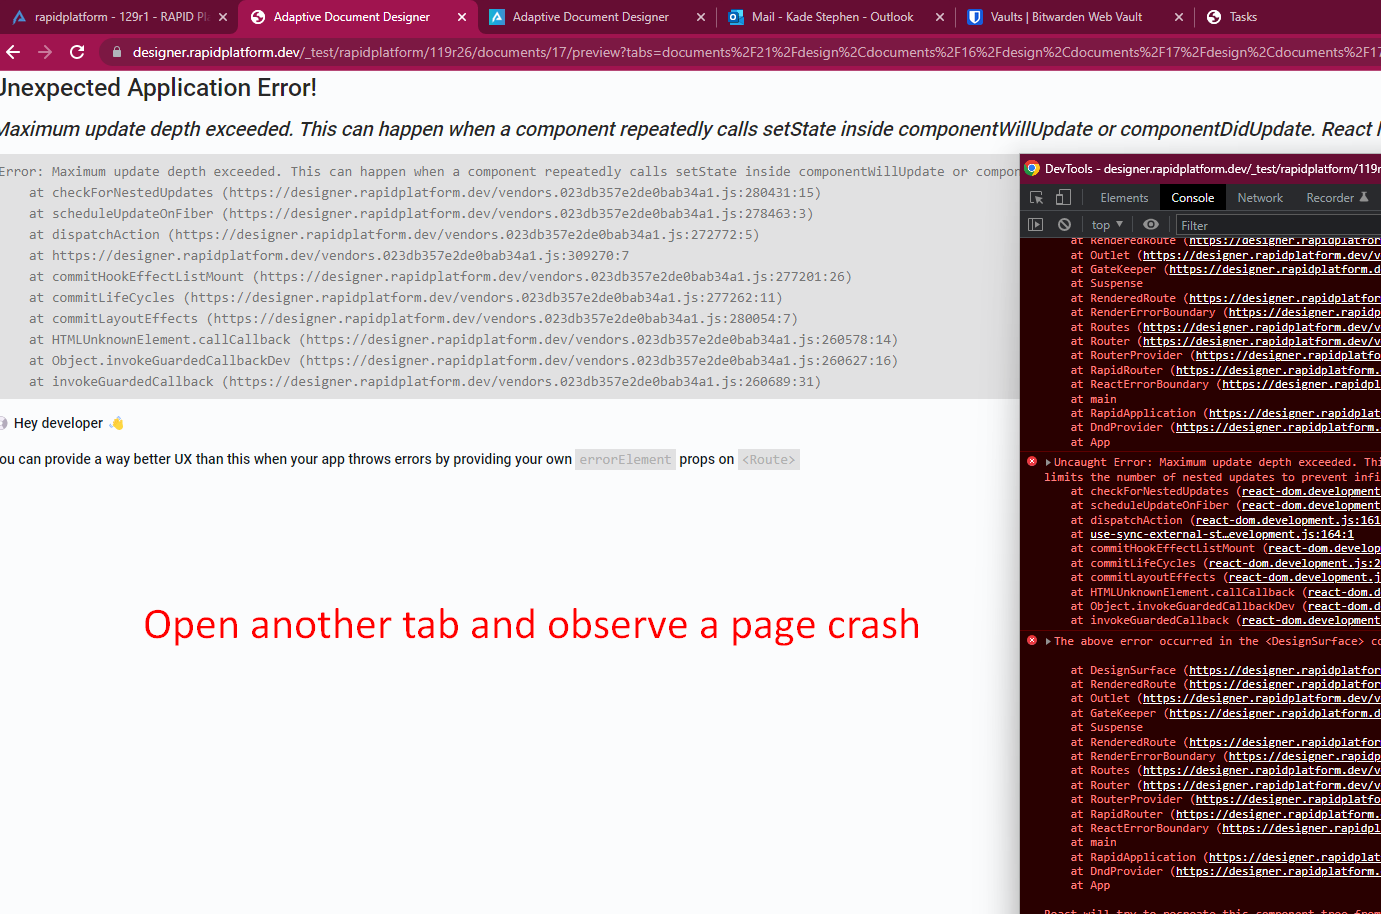 rapidplatform - 129r1 - RAPID Pl
Adaptive Document Designer
Adaptive Document Designer
Mail - Kade Stephen - Outlook
Vaults | Bitwarden Web Vault
Tasks
designer.rapidplatform.dev/_test/rapidplatform/119r26/documents/17/preview?tabs=documents%2F21%2Fdesign%2Cdocuments%2F16%2Fdesign%2Cdocuments%2F17%2Fdesign%2Cdocuments%2F17
Unexpected Application Error!
Maximum update depth exceeded. This can happen when a component repeatedly calls setState inside componentWillUpdate or componentDidUpdate. React l
Error: Maximum update depth exceeded. This can happen when a component repeatedly calls setState inside componentWillUpdate or compon
at checkForNestedUpdates (https://designer.rapidplatform.dev/vendors.023db357e2de0bab34a1.js:280431:15)
at scheduleUpdateOnFiber (https://designer.rapidplatform.dev/vendors.023db357e2de0bab34a1.js:278463:3)
at dispatchAction (https://designer.rapidplatform.dev/vendors.023db357e2de0bab34a1.js:272772:5)
at https://designer.rapidplatform.dev/vendors.023db357e2de0bab34a1.js:309270:7
at commitHookEffectListMount (https://designer.rapidplatform.dev/vendors.023db357e2de0bab34a1.js:277201:26)
at commitLifeCycles (https://designer.rapidplatform.dev/vendors.023db357e2de0bab34a1.js:277262:11)
at commitLayoutEffects (https://designer.rapidplatform.dev/vendors.023db357e2de0bab34a1.js:280054:7)
at HTMLUnknownElement.callCallback (https://designer.rapidplatform.dev/vendors.023db357e2de0bab34a1.js:260578:14)
at Object.invokeGuardedCallbackDev (https://designer.rapidplatform.dev/vendors.023db357e2de0bab34a1.js:260627:16)
at invokeGuardedCallback (https://designer.rapidplatform.dev/vendors.023db357e2de0bab34a1.js:260689:31)
Hey developer 👋
ou can provide a way better UX than this when your app throws errors by providing your own errorElement props on <Route>
Open another tab and observe a page crash
DevTools - designer.rapidplatform.dev/_test/rapidplatform/119r
Elements Console Network Recorder
top Filter
at RenderedRoute (https://designer.rapidplatfor
at Outlet (https://designer.rapidplatform.dev/v
at GateKeeper (https://designer.rapidplatform.d
at Suspense
at RenderedRoute (https://designer.rapidplatfor
at RenderErrorBoundary (https://designer.rapidp
at Routes (https://designer.rapidplatform.dev/v
at Router (https://designer.rapidplatform.dev/v
at RouterProvider (https://designer.rapidplatfo
at RapidRouter (https://designer.rapidplatform.
at ReactErrorBoundary (https://designer.rapidpl
at main
at RapidApplication (https://designer.rapidplat
at DndProvider (https://designer.rapidplatform.
at App
Uncaught Error: Maximum update depth exceeded. Thi
limits the number of nested updates to prevent infi
at checkForNestedUpdates (react-dom.development
at scheduleUpdateOnFiber (react-dom.development
at dispatchAction (react-dom.development.js:161
at use-sync-external-st…evelopment.js:164:1
at commitHookEffectListMount (react-dom.develop
at commitLifeCycles (react-dom.development.js:2
at commitLayoutEffects (react-dom.development.j
at HTMLUnknownElement.callCallback (react-dom.d
at Object.invokeGuardedCallbackDev (react-dom.d
at invokeGuardedCallback (react-dom.development
The above error occurred in the <DesignSurface> co
at DesignSurface (https://designer.rapidplatfor
at RenderedRoute (https://designer.rapidplatfor
at Outlet (https://designer.rapidplatform.dev/v
at GateKeeper (https://designer.rapidplatform.d
at Suspense
at RenderedRoute (https://designer.rapidplatfor
at RenderErrorBoundary (https://designer.rapidp
at Routes (https://designer.rapidplatform.dev/v
at Router (https://designer.rapidplatform.dev/v
at RouterProvider (https://designer.rapidplatfo
at RapidRouter (https://designer.rapidplatform.
at ReactErrorBoundary (https://designer.rapidpl
at main
at RapidApplication (https://designer.rapidplat
at DndProvider (https://designer.rapidplatform.
at App
React will try to recreate this component tree from